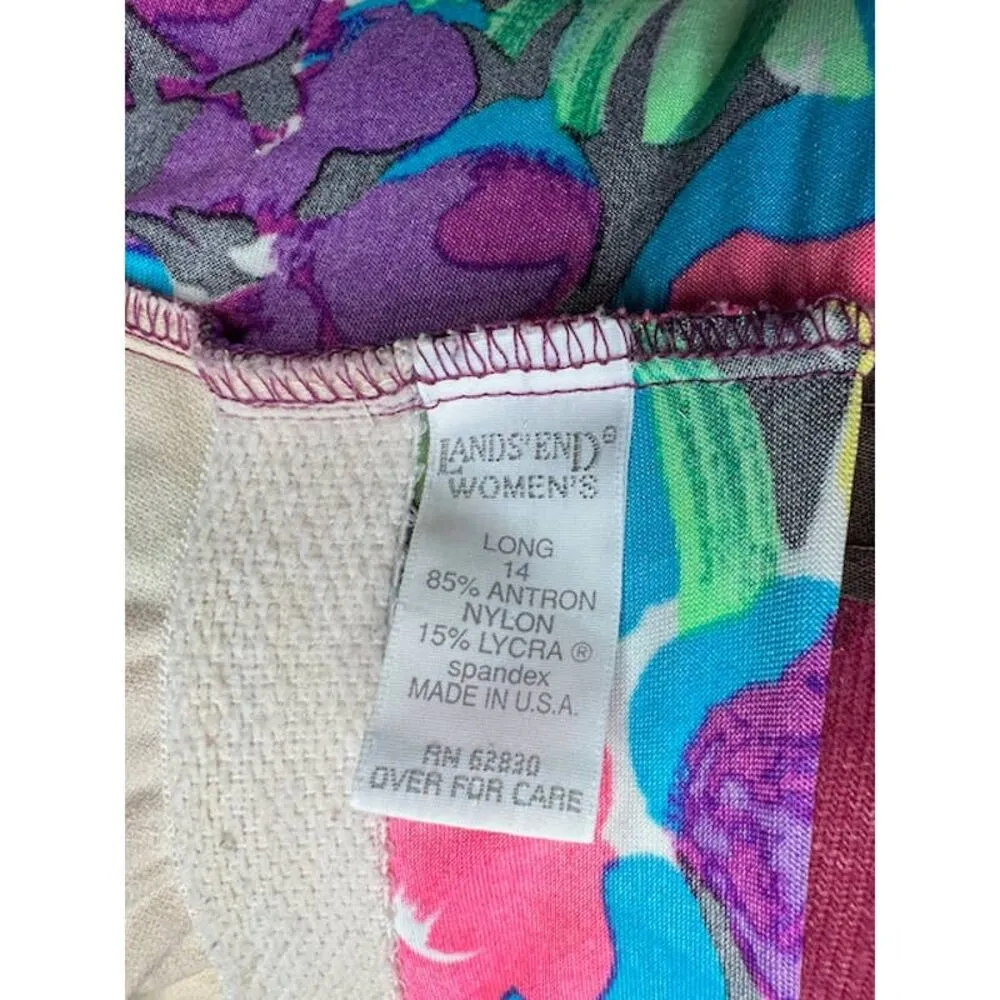 LANDS' END®
WOMEN'S
LONG
14
85% ANTRON
NYLON
15% LYCRA ®
spandex
MADE IN U.S.A.
RN 62830
OVER FOR CARE